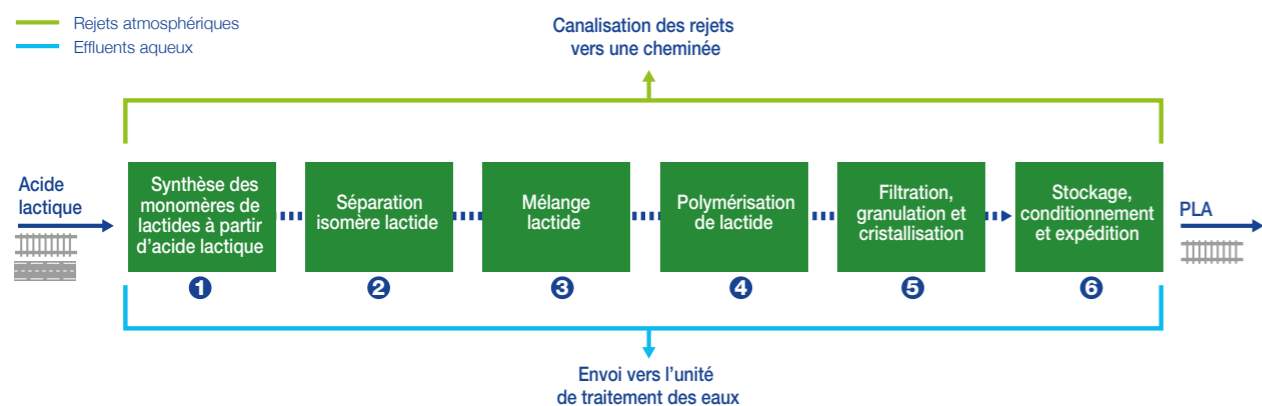 Rejets atmosphériques
Effluents aqueux
Canalisation des rejets
vers une cheminée
Acide
lactique
Synthèse des
monomères de
lactides à partir
d'acide lactique
Séparation
isomère lactide
Mélange
lactide
Polymérisation
de lactide
Filtration,
granulation et
cristallisation
Stockage,
conditionnement
et expédition
PLA
1
2
3
4
5
6
Envoi vers l'unité
de traitement des eaux